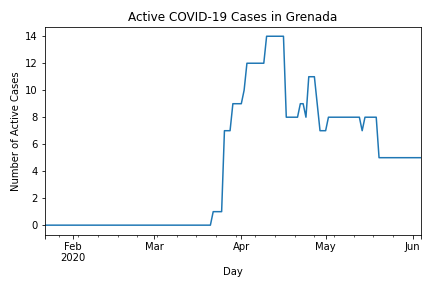 Active COVID-19 Cases in Grenada
14
12
10
8
6
4
2
0
Number of Active Cases
Feb
2020
Mar
Apr
May
Jun
Day